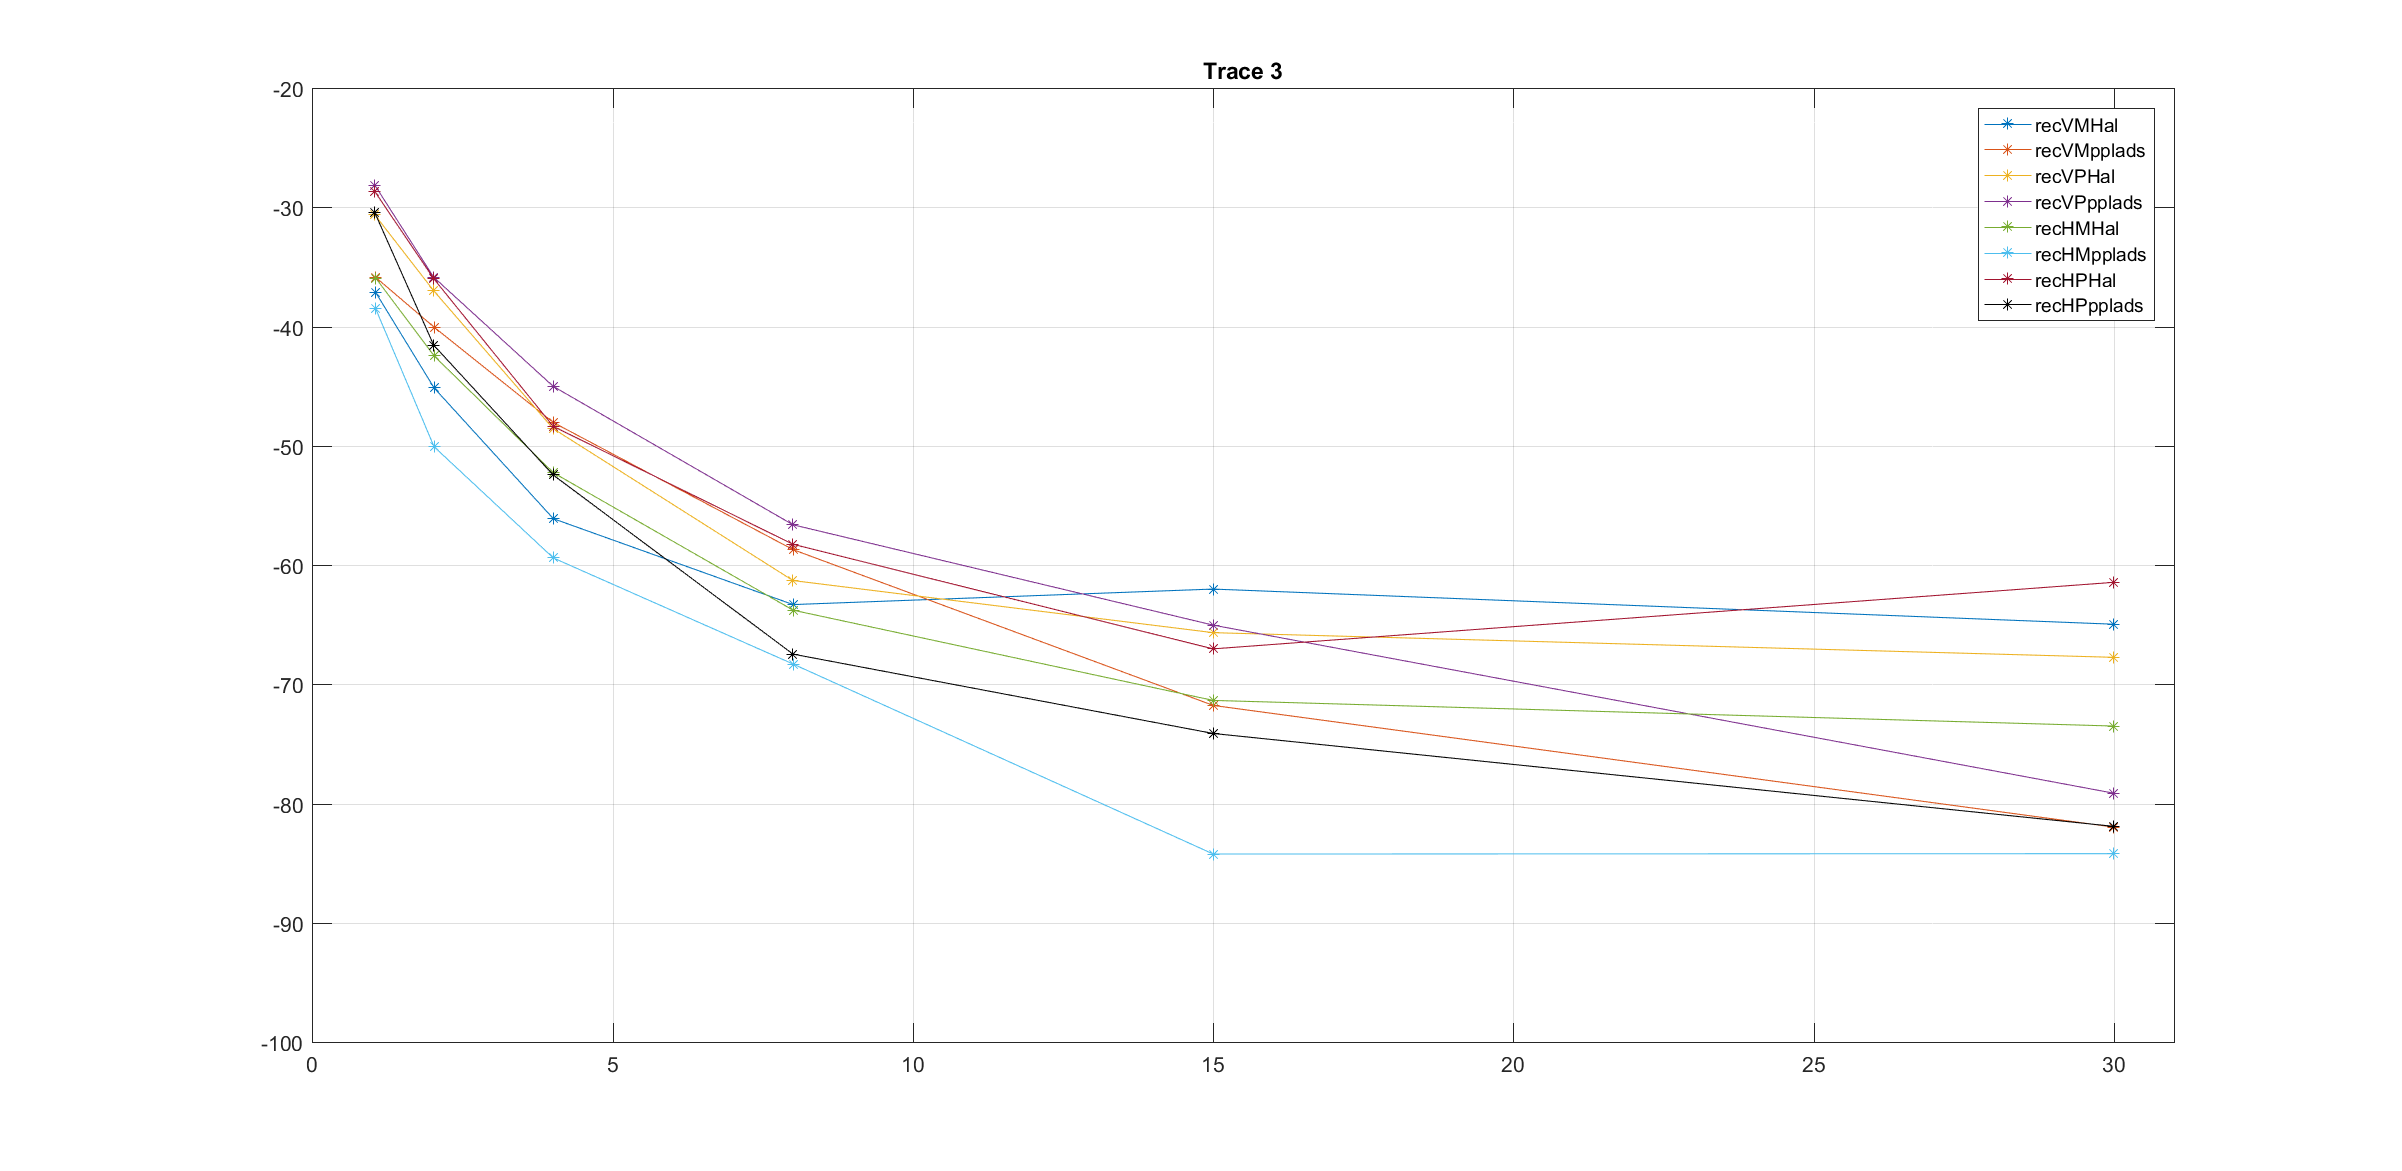 Trace 3
-20
-30
-40
-50
-60
-70
-80
-90
-100
0 5 10 15 20 25 30
recVMHal
recVMpplads
recVPHal
recVPpplads
recHMHal
recHMpplads
recHPHal
recHPpplads